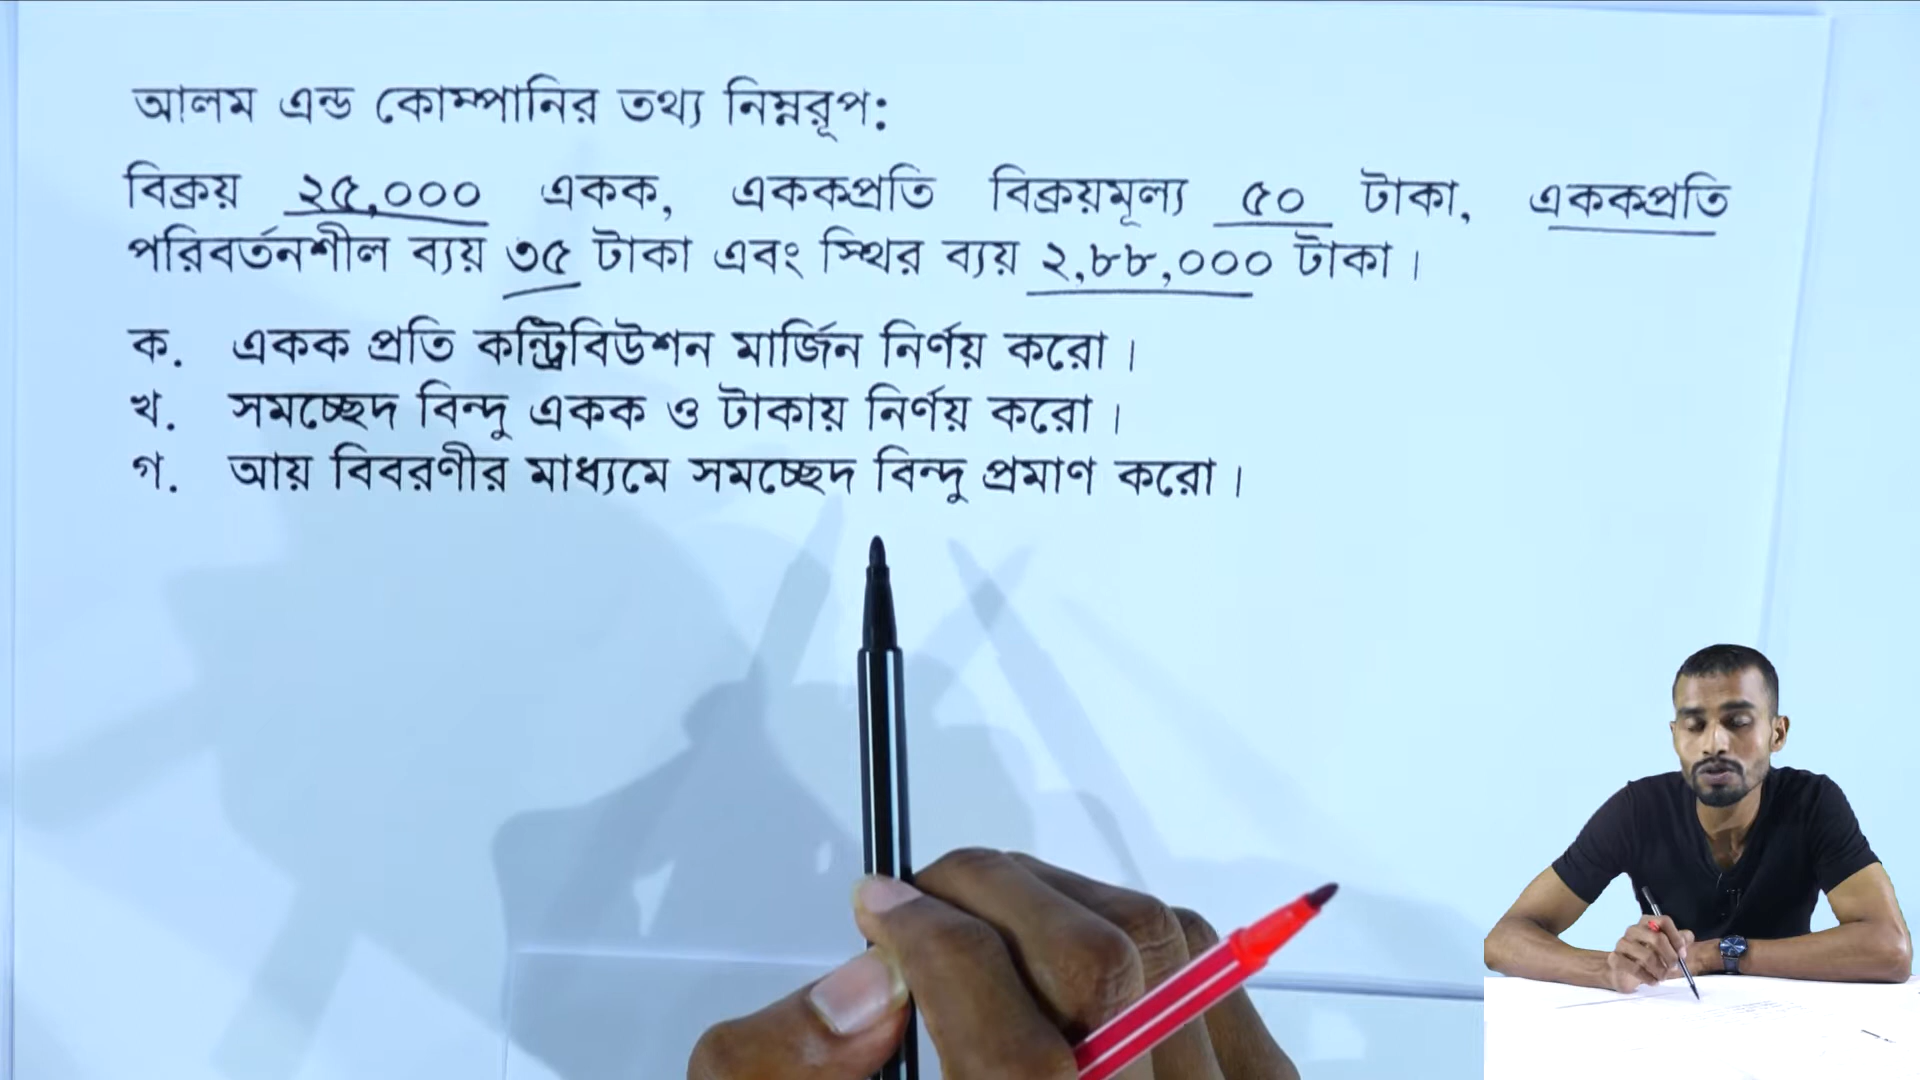 আলম এন্ড কোম্পানির তথ্য নিম্নরূপ:
বিক্রয় ২৫,০০০ একক, এককপ্রতি বিক্রয়মূল্য ৫০ টাকা, এককপ্রতি
পরিবর্তনশীল ব্যয় ৩৫ টাকা এবং স্থির ব্যয় ২,৮৮,০০০ টাকা।
ক. একক প্রতি কন্ট্রিবিউশন মার্জিন নির্ণয় করো।
খ. সমচ্ছেদ বিন্দু একক ও টাকায় নির্ণয় করো।
গ. আয় বিবরণীর মাধ্যমে সমচ্ছেদ বিন্দু প্রমাণ করো।